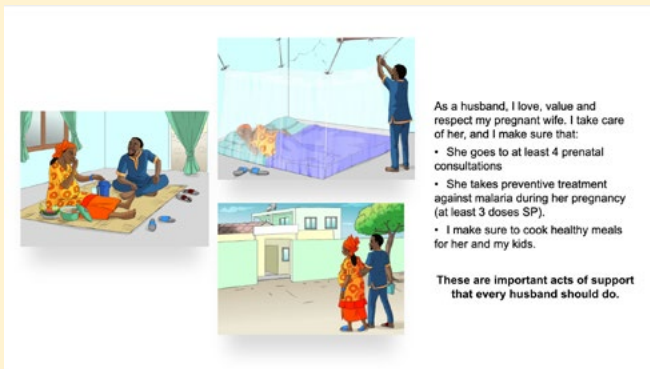 As a husband, I love, value and
respect my pregnant wife. I take care
of her, and I make sure that:
• She goes to at least 4 prenatal
consultations
• She takes preventive treatment
against malaria during her pregnancy
(at least 3 doses SP).
• I make sure to cook healthy meals
for her and my kids.
These are important acts of support
that every husband should do.